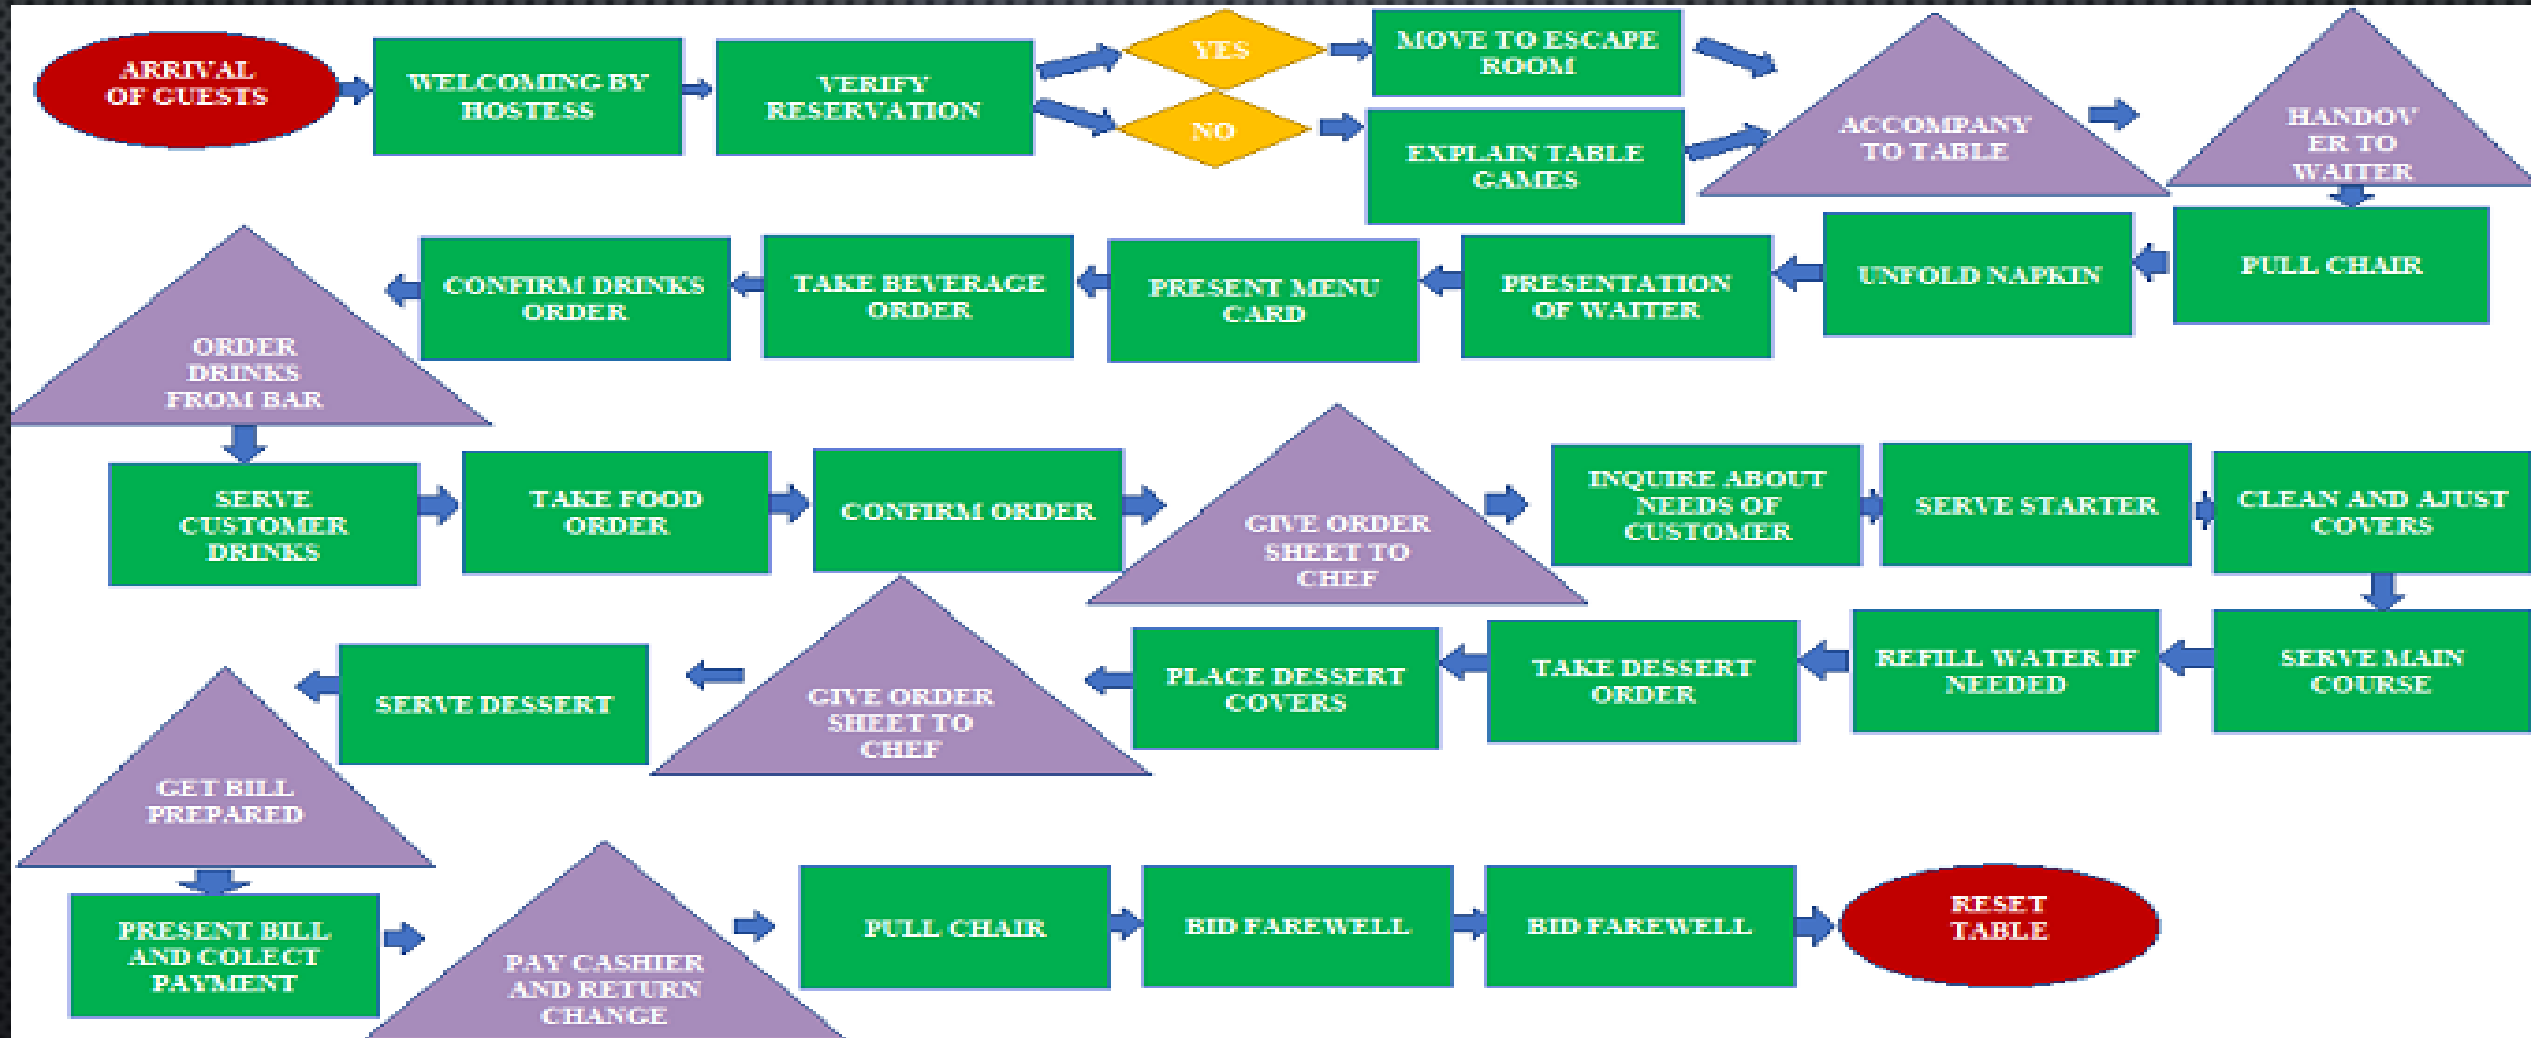 ARRIVAL
OF GUESTS
WELCOMING BY
HOSTESS
VERIFY
RESERVATION
YES
NO
MOVE TO ESCAPE
ROOM
EXPLAIN TABLE
GAMES
ACCOMPANY
TO TABLE
HANDOV
ER TO
WAITER
PULL CHAIR
UNFOLD NAPKIN
PRESENTATION
OF WAITER
PRESENT MENU
CARD
TAKE BEVERAGE
ORDER
CONFIRM DRINKS
ORDER
ORDER
DRINKS
FROM BAR
SERVE
CUSTOMER
DRINKS
TAKE FOOD
ORDER
CONFIRM ORDER
GIVE ORDER
SHEET TO
CHEF
INQUIRE ABOUT
NEEDS OF
CUSTOMER
SERVE STARTER
CLEAN AND AJUST
COVERS
SERVE MAIN
COURSE
REFILL WATER IF
NEEDED
TAKE DESSERT
ORDER
PLACE DESSERT
COVERS
GIVE ORDER
SHEET TO
CHEF
SERVE DESSERT
GET BILL
PREPARED
PRESENT BILL
AND COLECT
PAYMENT
PAY CASHIER
AND RETURN
CHANGE
PULL CHAIR
BID FAREWELL
BID FAREWELL
RESET
TABLE